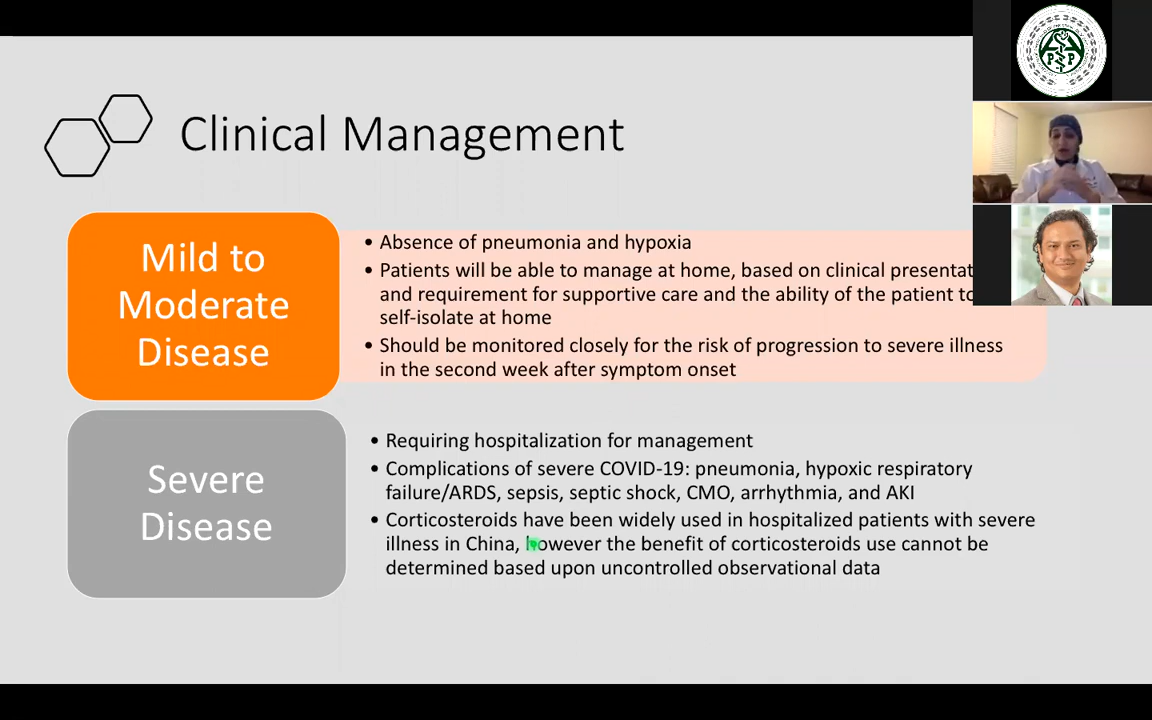 Clinical Management
Mild to
Moderate
Disease
• Absence of pneumonia and hypoxia
• Patients will be able to manage at home, based on clinical
and requirement for supportive care and the ability of the patient to
self-isolate at home
• Should be monitored closely for the risk of progression to severe illness
in the second week after symptom onset
Severe
Disease
• Requiring hospitalization for management
• Complications of severe COVID-19: pneumonia, hypoxic respiratory
failure/ARDS, sepsis, septic shock, CMO, arrhythmia, and AKI
• Corticosteroids have been widely used in hospitalized patients with severe
illness in China, however the benefit of corticosteroids use cannot be
determined based upon uncontrolled observational data